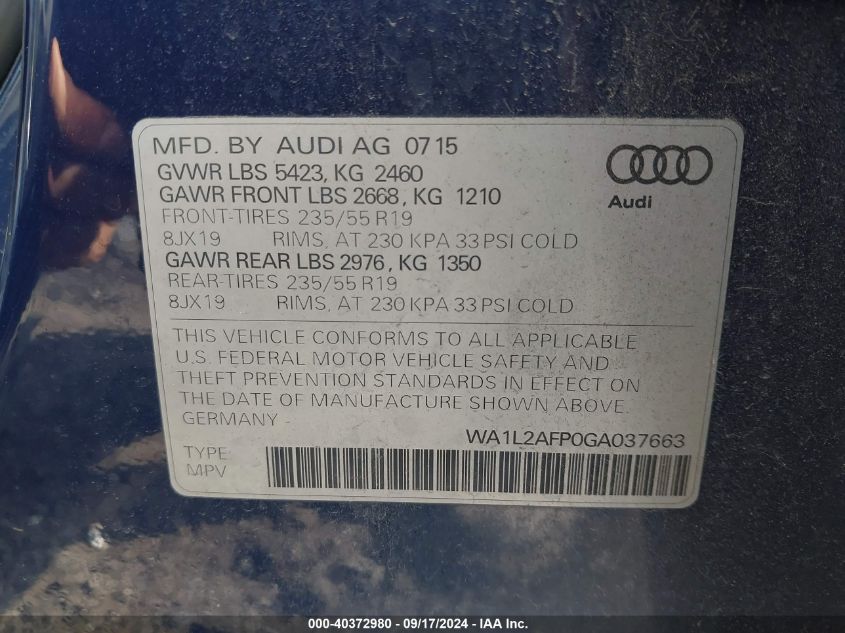 MFD. BY AUDI AG 0715
GVWR LBS 5423, KG 2460
GAWR FRONT LBS 2668, KG 1210
FRONT-TIRES 235/55 R19
8JX19 RIMS, AT 230 KPA 33 PSI COLD
GAWR REAR LBS 2976, KG 1350
REAR-TIRES 235/55 R19
8JX19 RIMS, AT 230 KPA 33 PSI COLD
Audi
THIS VEHICLE CONFORMS TO ALL APPLICABLE
U.S. FEDERAL MOTOR VEHICLE SAFETY AND
THEFT PREVENTION STANDARDS IN EFFECT ON
THE DATE OF MANUFACTURE SHOWN ABOVE.
GERMANY
WA1L2AFP0GA037663
TYPE:
MPV
000-40372980 - 09/17/2024 - WA1 Inc.